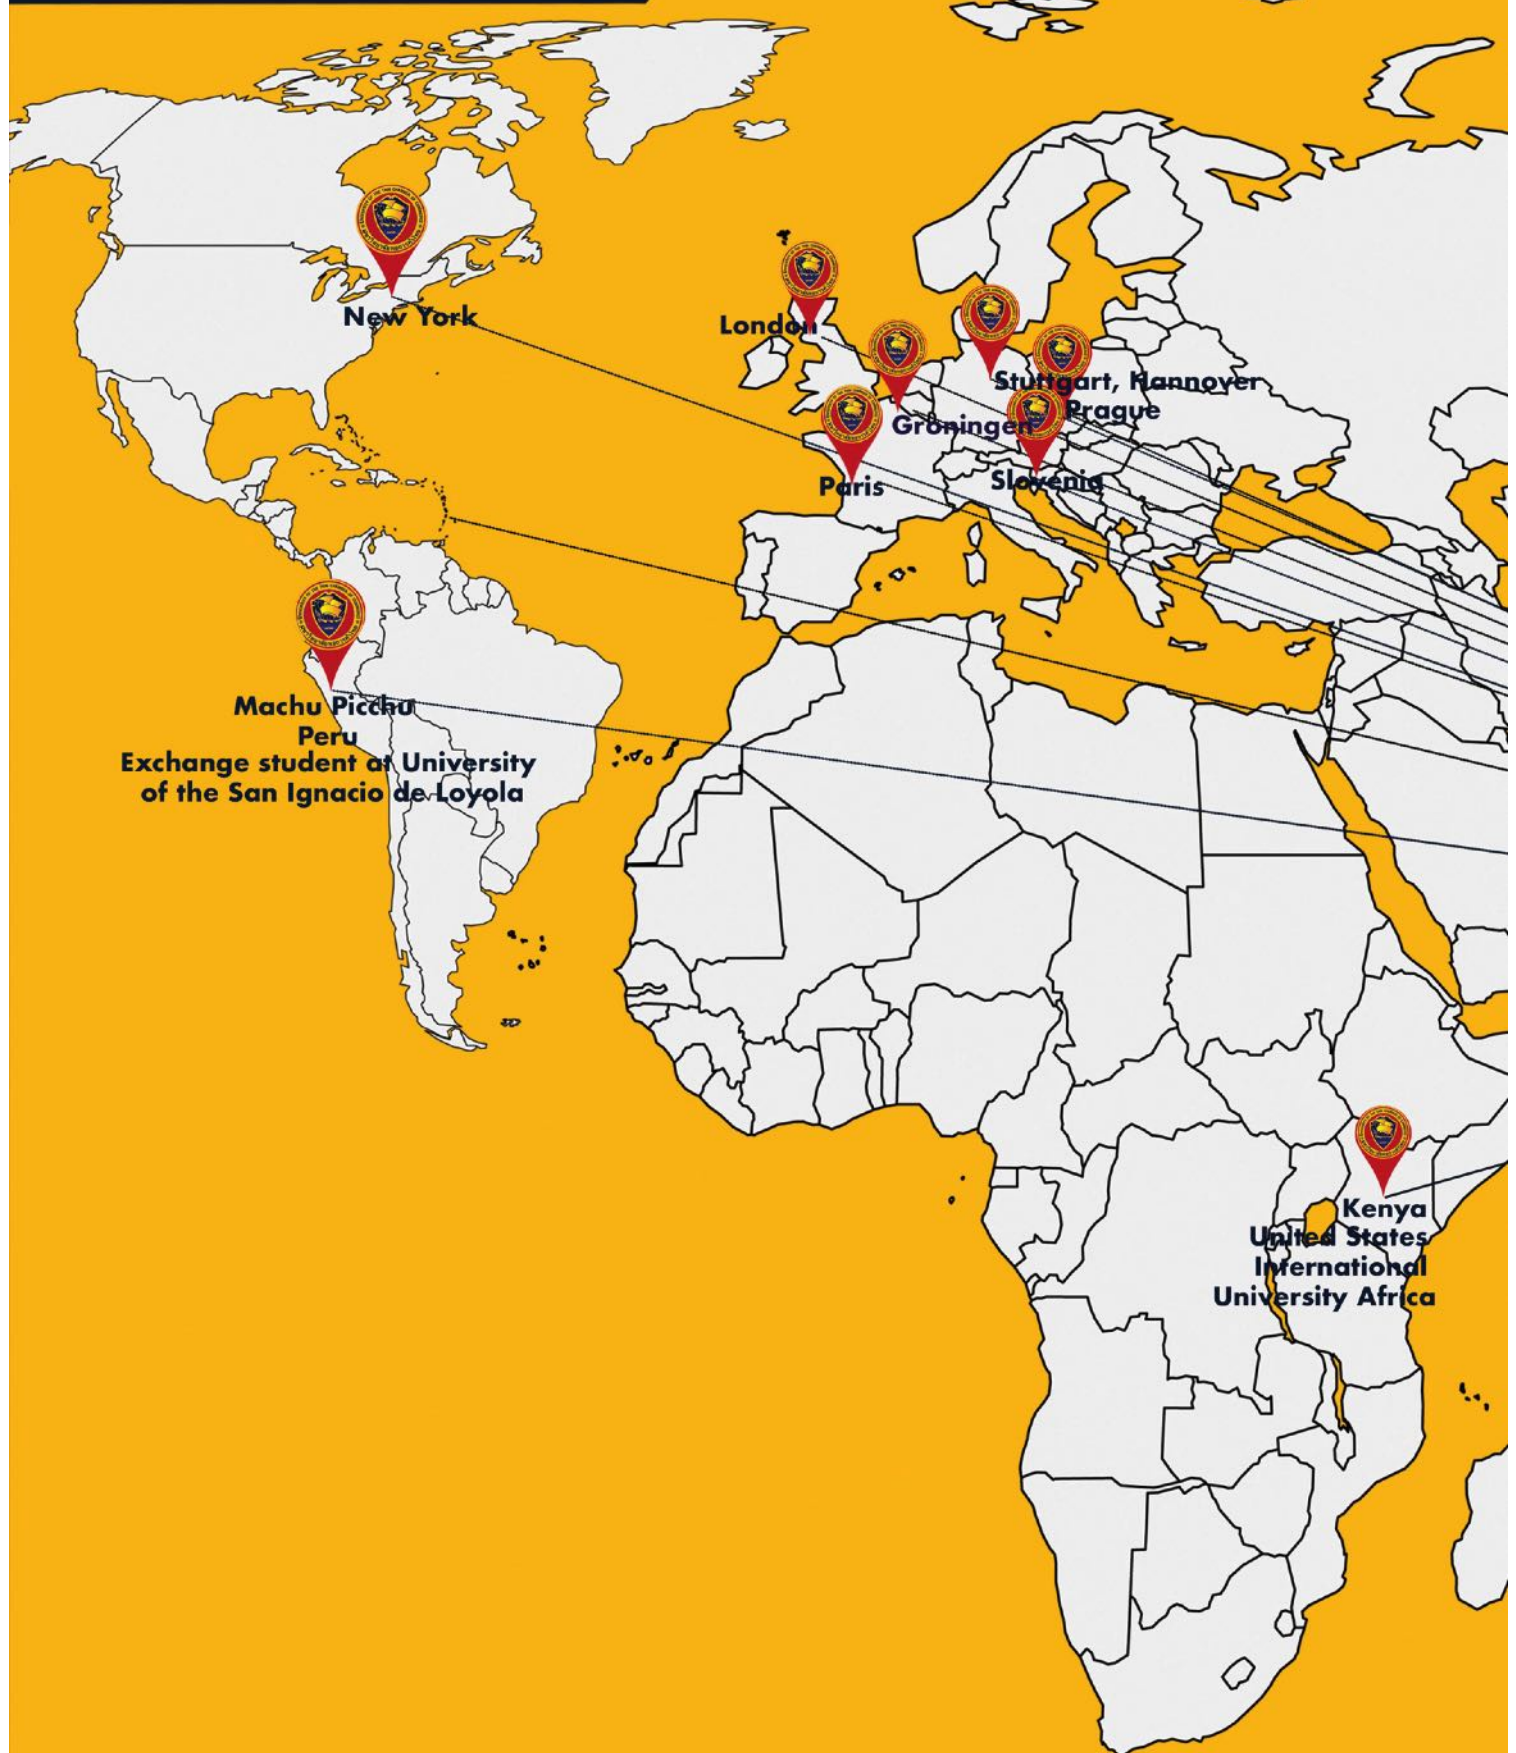 New York
London
Stuttgart, Hannover
Prague
Groningen
Paris
Slovenia
Machu Picchu
Peru
Exchange student at University
of the San Ignacio de Loyola
Kenya
United States
International
University Africa